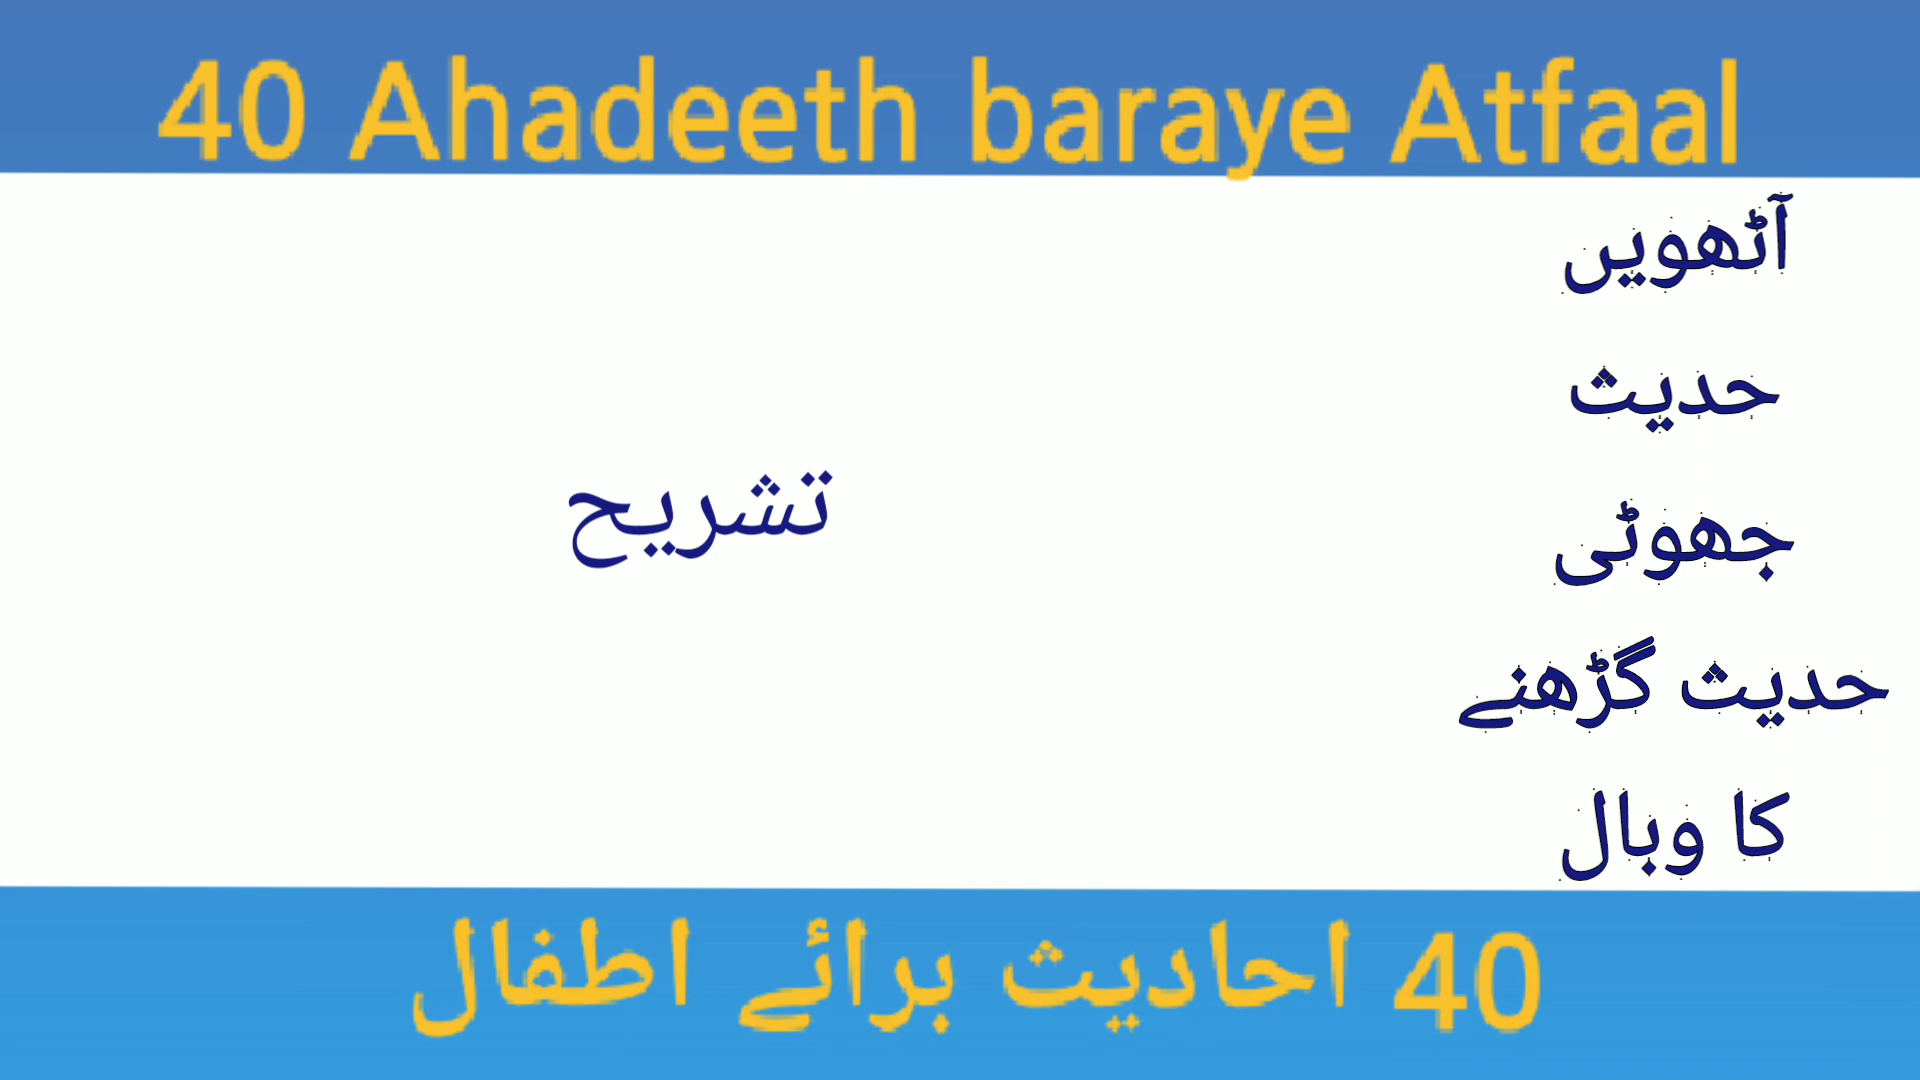 40 Ahadeeth baraye Atfaal
آٹھویں
حدیث
جھوٹی
حدیث گڑھنے
کا وبال
تشریح
40 احادیث برائے اطفال